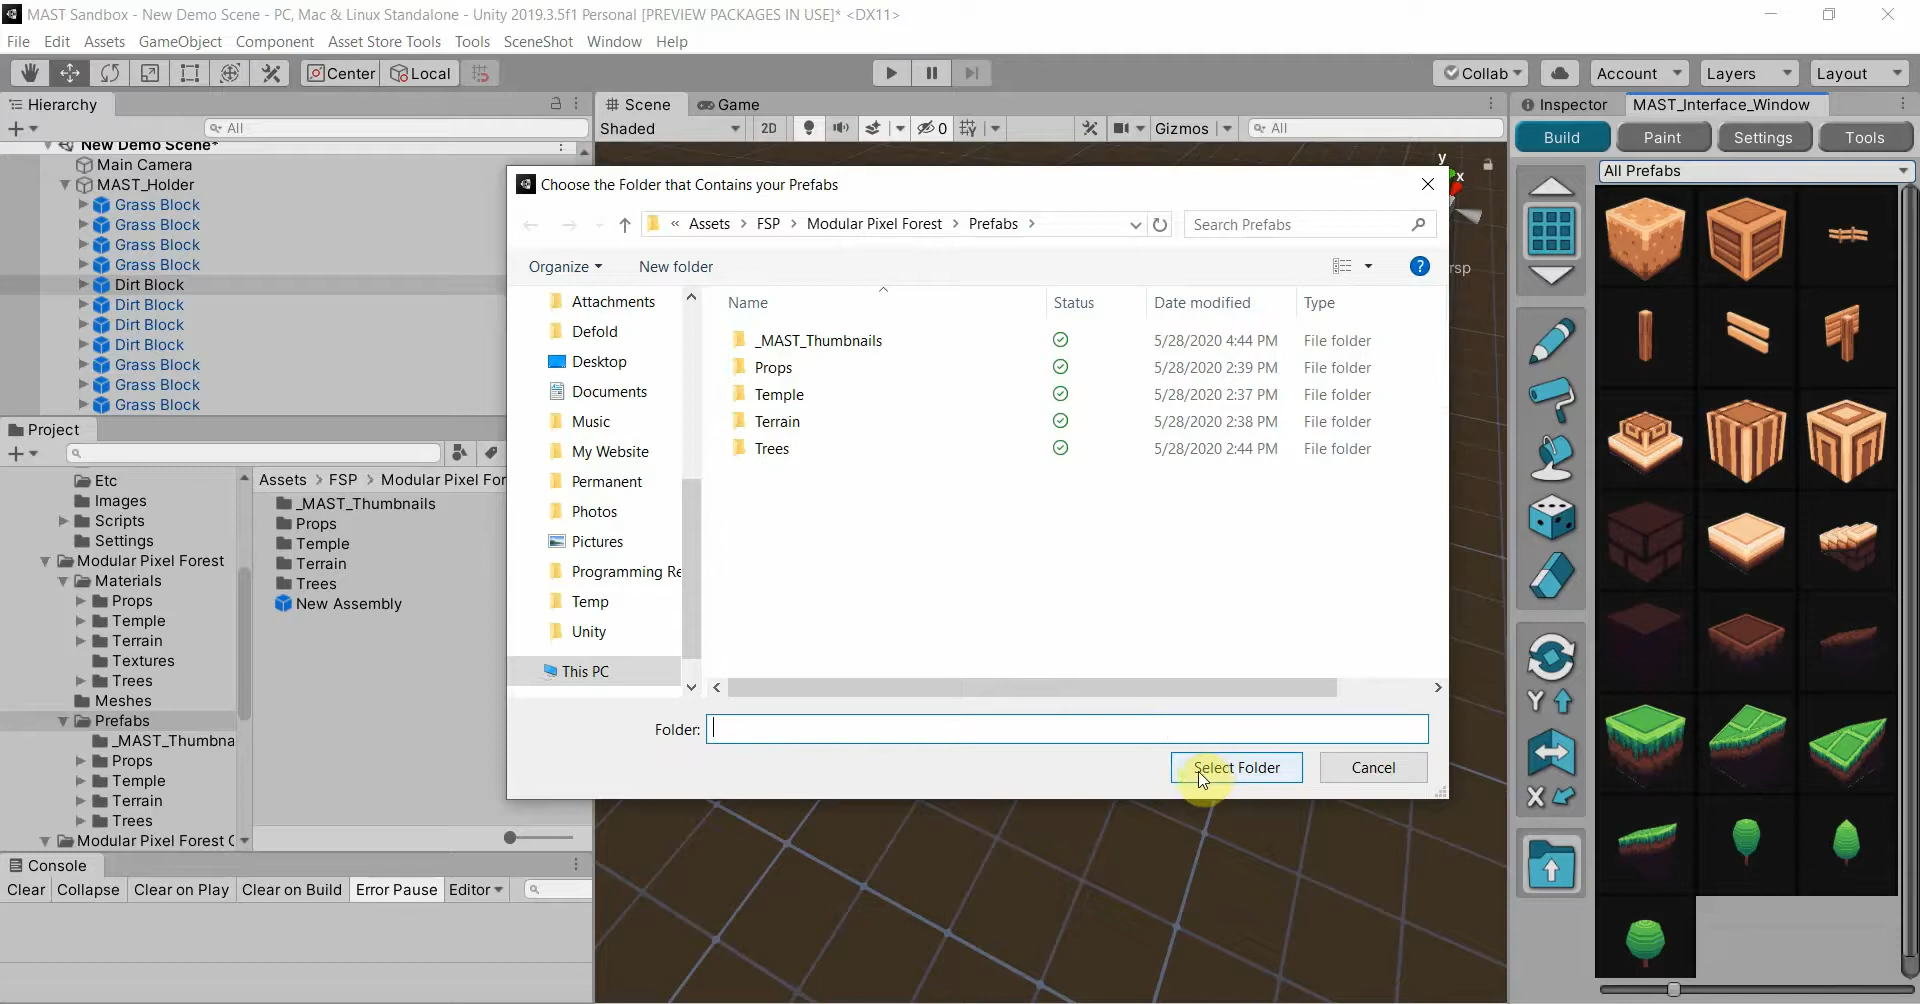 MAST Sandbox - New Demo Scene - PC, Mac & Linux Standalone - Unity 2019.3.5f1 Personal [PREVIEW PACKAGES IN USE]* <DX11>
File Edit Assets GameObject Component Asset Store Tools Tools SceneShot Window Help
Center Local Collab Account Layers Layout
Hierarchy
All
New Demo Scene*
Main Camera
MAST_Holder
Grass Block
Grass Block
Grass Block
Grass Block
Dirt Block
Dirt Block
Dirt Block
Dirt Block
Grass Block
Grass Block
Grass Block
Project
Etc
Images
Scripts
Settings
Modular Pixel Forest
Materials
Props
Temple
Terrain
Textures
Trees
Meshes
Prefabs
_MAST_Thumbna
Props
Temple
Terrain
Trees
Modular Pixel Forest C
Assets > FSP > Modular Pixel For
_MAST_Thumbnails
Props
Temple
Terrain
Trees
New Assembly
Console
Clear Collapse Clear on Play Clear on Build Error Pause Editor
Scene Game
Shaded 2D 0 Gizmos All
y
x
Persp
Choose the Folder that Contains your Prefabs
« Assets > FSP > Modular Pixel Forest > Prefabs >
Search Prefabs
Organize New folder
?
Attachments
Defold
Desktop
Documents
Music
My Website
Permanent
Photos
Pictures
Programming Re
Temp
Unity
This PC
Name Status Date modified Type
_MAST_Thumbnails 5/28/2020 4:44 PM File folder
Props 5/28/2020 2:39 PM File folder
Temple 5/28/2020 2:37 PM File folder
Terrain 5/28/2020 2:38 PM File folder
Trees 5/28/2020 2:44 PM File folder
Folder:
Select Folder Cancel
Inspector MAST_Interface_Window
Build Paint Settings Tools
All Prefabs
Y
X